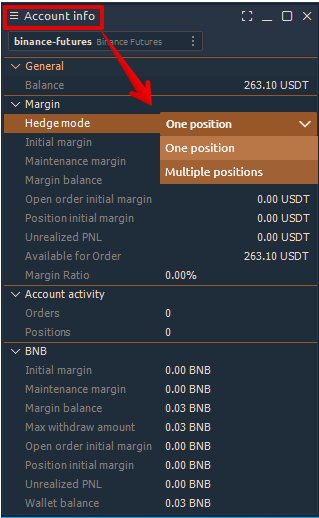 Account info
binance-futures Binance Futures
General
Balance 263.10 USDT
Margin
Hedge mode One position
Initial margin One position
Maintenance margin Multiple positions
Margin balance
Open order initial margin 0.00 USDT
Position initial margin 0.00 USDT
Unrealized PNL 0.00 USDT
Available for Order 263.10 USDT
Margin Ratio 0.00%
Account activity
Orders 0
Positions 0
BNB
Initial margin 0.00 BNB
Maintenance margin 0.00 BNB
Margin balance 0.03 BNB
Max withdraw amount 0.03 BNB
Open order initial margin 0.00 BNB
Position initial margin 0.00 BNB
Unrealized PNL 0.00 BNB
Wallet balance 0.03 BNB